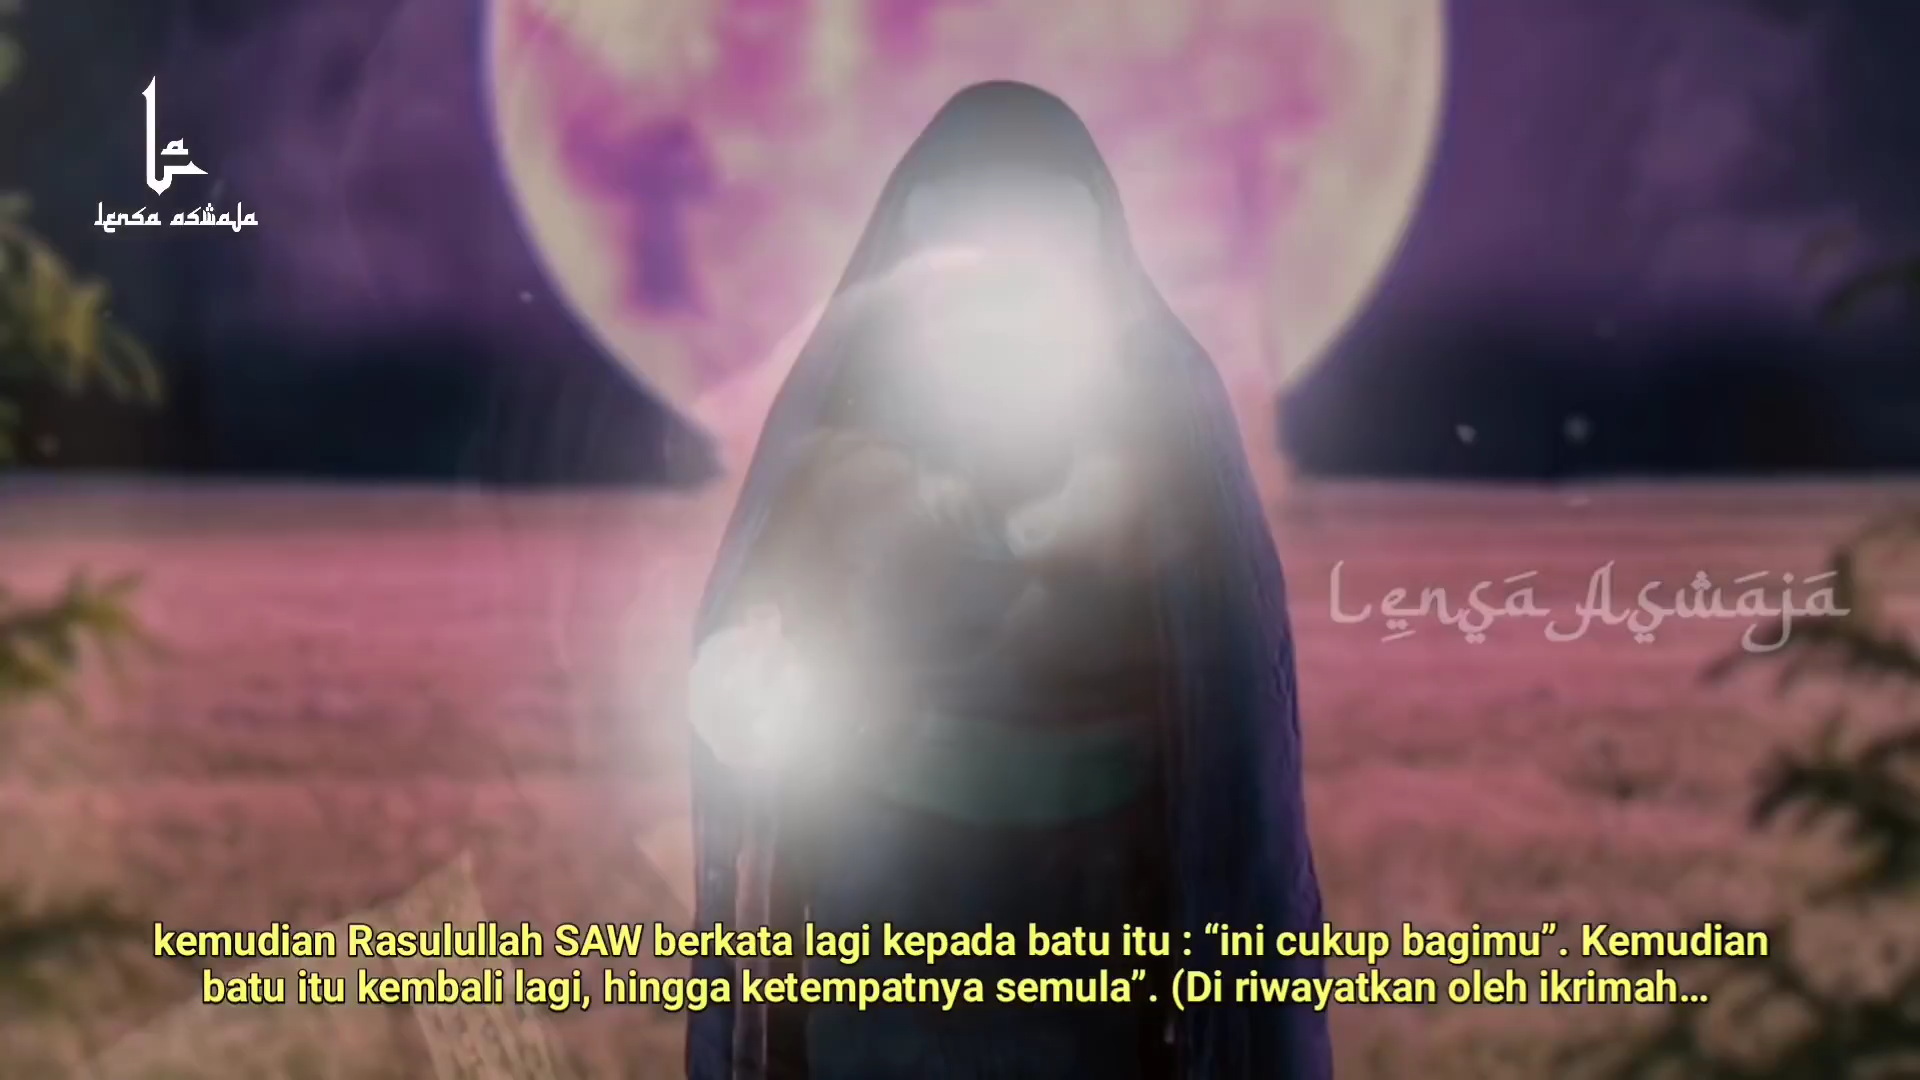 lensa aswaja
Lensa Aswaja
kemudian Rasulullah SAW berkata lagi kepada batu itu : “ini cukup bagimu”. Kemudian
batu itu kembali lagi, hingga ketempatnya semula”. (Di riwayatkan oleh ikrimah...